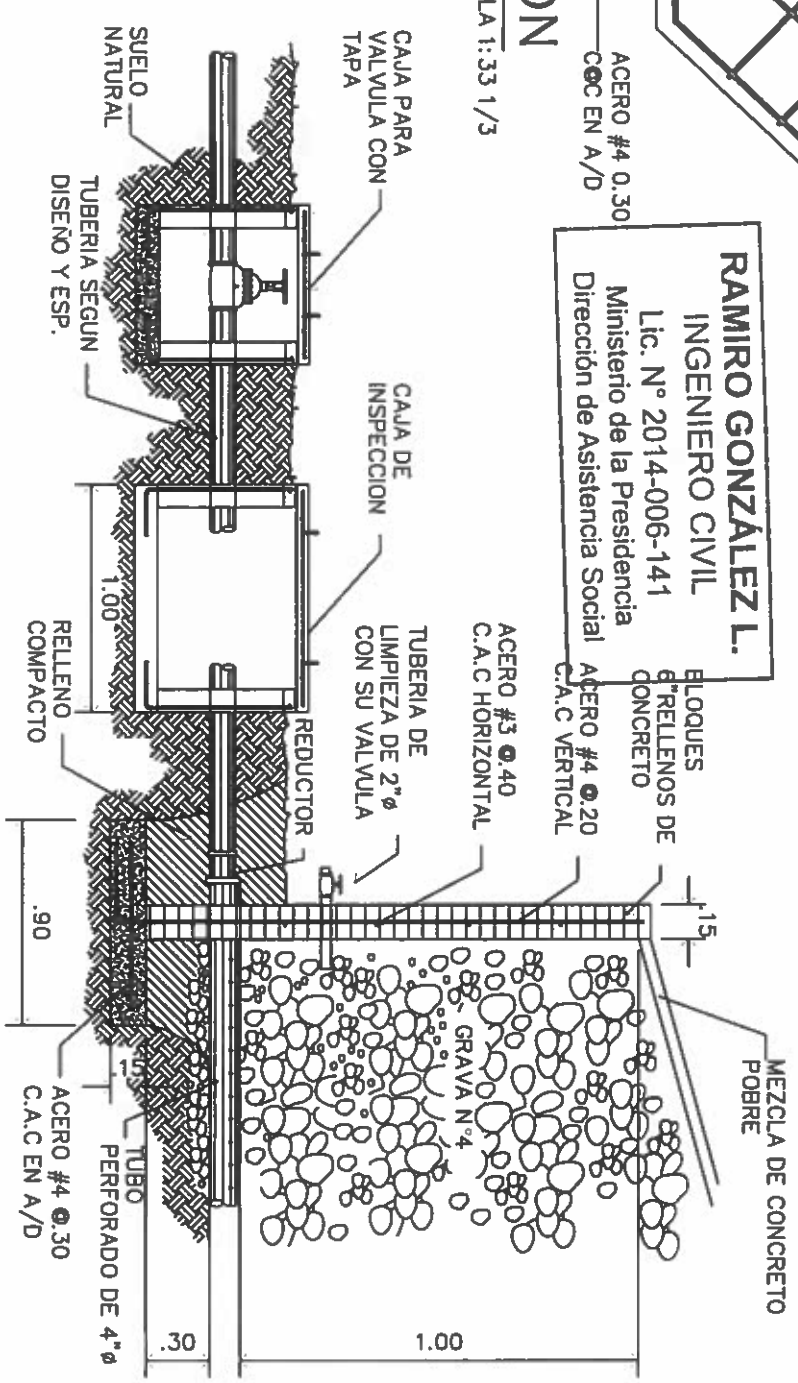 ON
LA 1:33 1/3
ACERO #4 0.30
C@C EN A/D
RAMIRO GONZÁLEZ L.
INGENIERO CIVIL
Lic. N° 2014-006-141
Ministerio de la Presidencia
Dirección de Asistencia Social
BLOQUES
6"RELLENOS DE
CONCRETO
ACERO #4 @.20
C.A.C VERTICAL
ACERO #3 @.40
C.A.C HORIZONTAL
TUBERIA DE
LIMPIEZA DE 2"ø
CON SU VALVULA
REDUCTOR
MEZCLA DE CONCRETO
POBRE
.15
GRAVA N°4
1.00
.30
CAJA PARA
VALVULA CON
TAPA
SUELO
NATURAL
TUBERIA SEGUN
DISEÑO Y ESP.
CAJA DE
INSPECCION
1.00
RELLENO
COMPACTO
.90
.15
TUBO
PERFORADO DE 4"ø
ACERO #4 @.30
C.A.C EN A/D